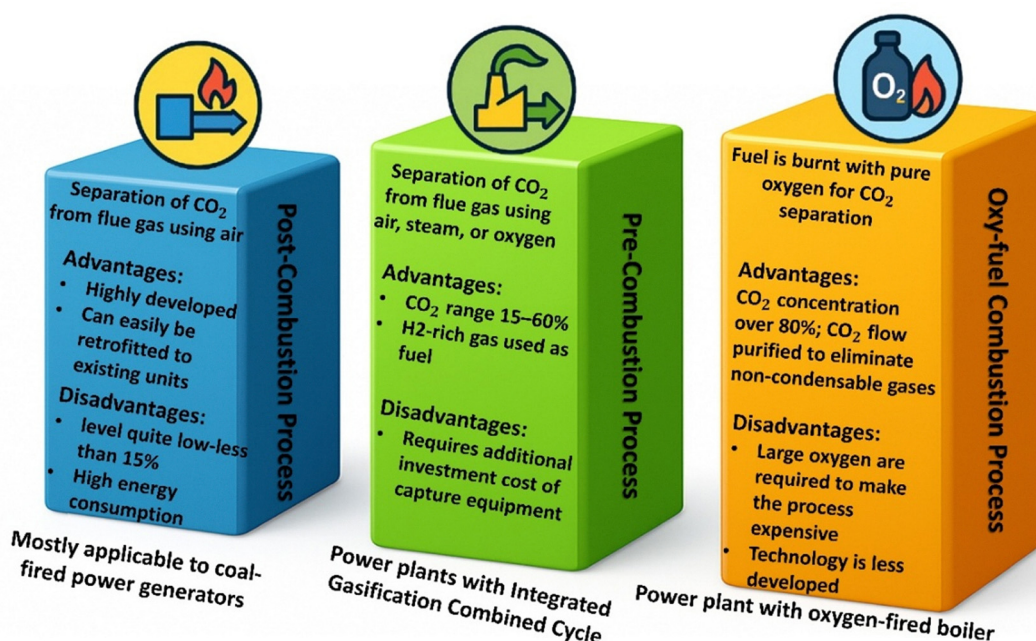 Separation of CO₂
from flue gas using air
Advantages:
• Highly developed
• Can easily be
retrofitted to
existing units
Disadvantages:
• level quite low-less
than 15%
• High energy
consumption
Post-Combustion Process
Mostly applicable to coal-
fired power generators
Separation of CO₂
from flue gas using
air, steam, or oxygen
Advantages:
• CO₂ range 15–60%
• H2-rich gas used as
fuel
Disadvantages:
• Requires additional
investment cost of
capture equipment
Pre-Combustion Process
Power plants with Integrated
Gasification Combined Cycle
O₂
Fuel is burnt with pure
oxygen for CO₂
separation
Advantages:
CO₂ concentration
over 80%; CO₂ flow
purified to eliminate
non-condensable gases
Disadvantages:
• Large oxygen are
required to make
the process
expensive
• Technology is less
developed
Oxy-fuel Combustion Process
Power plant with oxygen-fired boiler